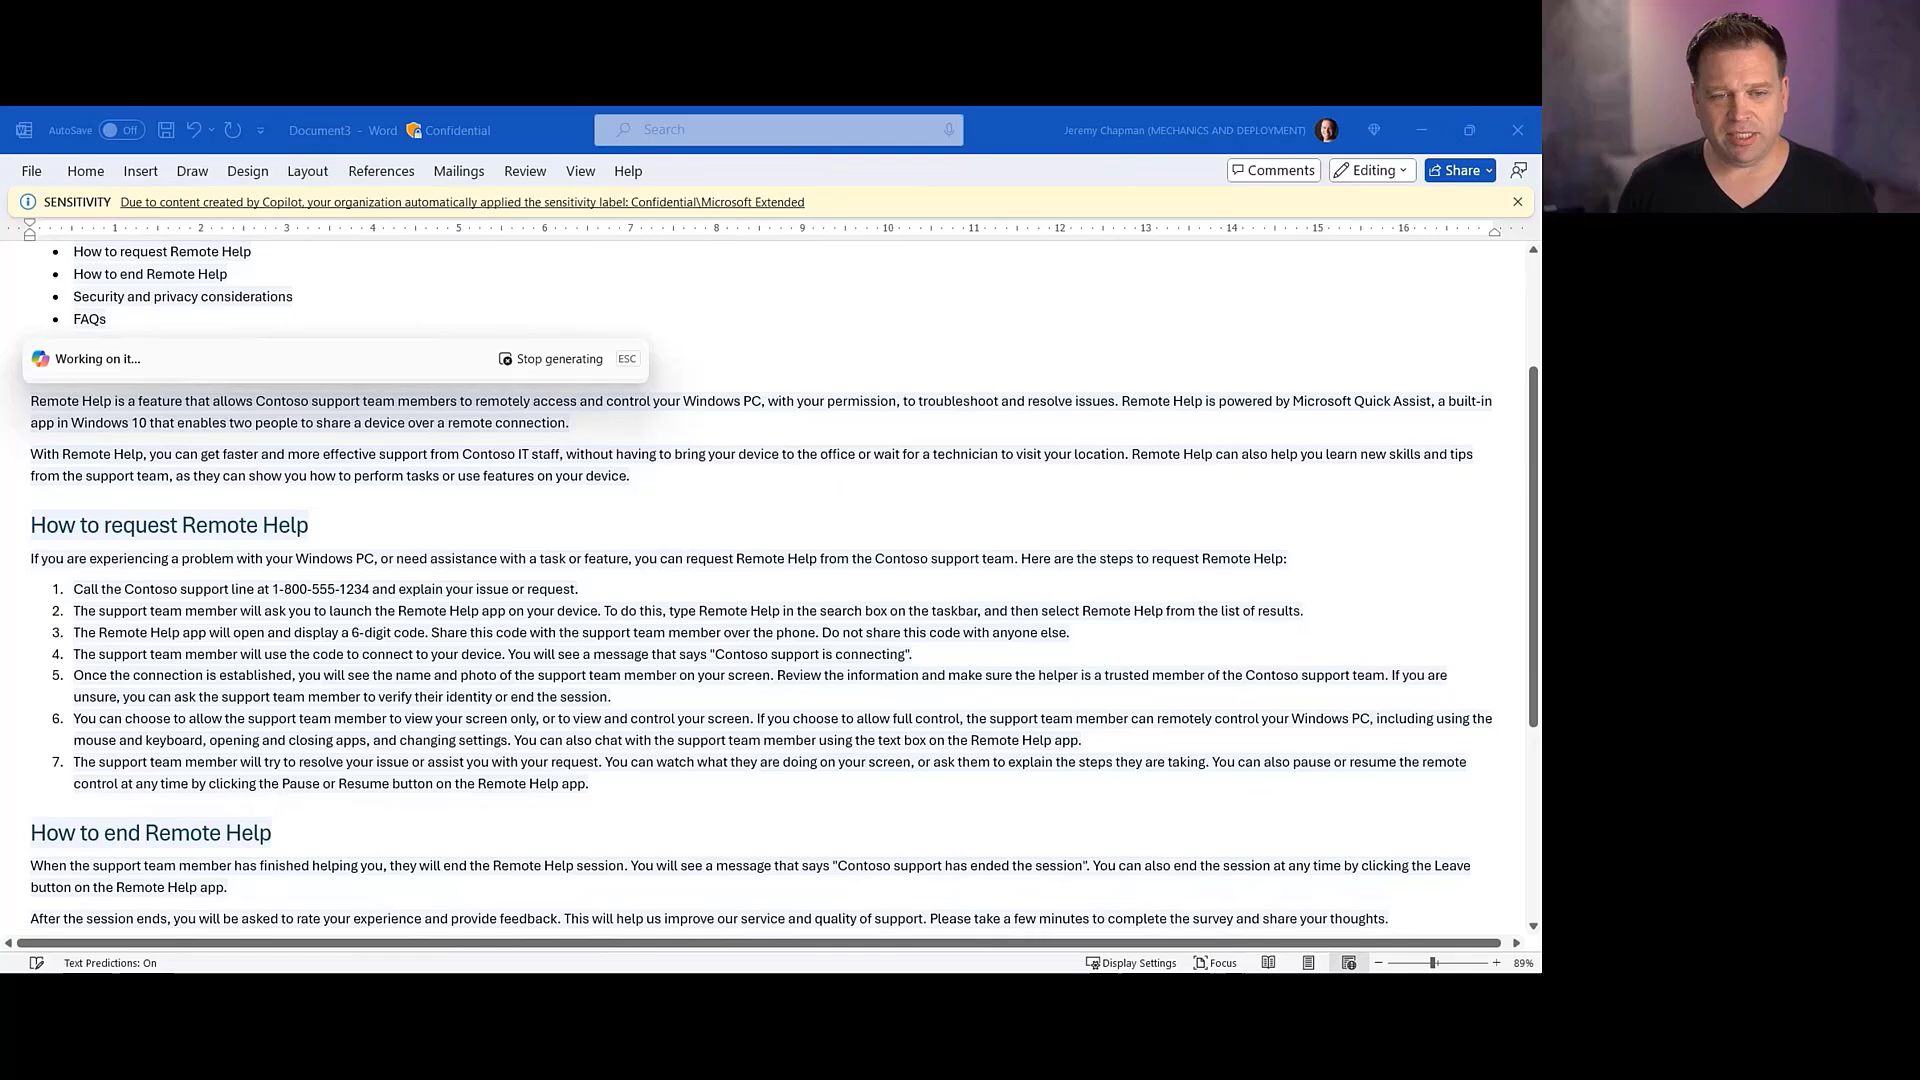 AutoSave Off Document3 - Word Confidential Search Jeremy Chapman (MECHANICS AND DEPLOYMENT)
File Home Insert Draw Design Layout References Mailings Review View Help Comments Editing Share
SENSITIVITY Due to content created by Copilot, your organization automatically applied the sensitivity label: Confidential\Microsoft Extended
1 2 3 4 5 6 7 8 9 10 11 12 13 14 15 16
• How to request Remote Help
• How to end Remote Help
• Security and privacy considerations
• FAQs
Working on it... Stop generating ESC
Remote Help is a feature that allows Contoso support team members to remotely access and control your Windows PC, with your permission, to troubleshoot and resolve issues. Remote Help is powered by Microsoft Quick Assist, a built-in
app in Windows 10 that enables two people to share a device over a remote connection.
With Remote Help, you can get faster and more effective support from Contoso IT staff, without having to bring your device to the office or wait for a technician to visit your location. Remote Help can also help you learn new skills and tips
from the support team, as they can show you how to perform tasks or use features on your device.
How to request Remote Help
If you are experiencing a problem with your Windows PC, or need assistance with a task or feature, you can request Remote Help from the Contoso support team. Here are the steps to request Remote Help:
1. Call the Contoso support line at 1-800-555-1234 and explain your issue or request.
2. The support team member will ask you to launch the Remote Help app on your device. To do this, type Remote Help in the search box on the taskbar, and then select Remote Help from the list of results.
3. The Remote Help app will open and display a 6-digit code. Share this code with the support team member over the phone. Do not share this code with anyone else.
4. The support team member will use the code to connect to your device. You will see a message that says "Contoso support is connecting".
5. Once the connection is established, you will see the name and photo of the support team member on your screen. Review the information and make sure the helper is a trusted member of the Contoso support team. If you are
unsure, you can ask the support team member to verify their identity or end the session.
6. You can choose to allow the support team member to view your screen only, or to view and control your screen. If you choose to allow full control, the support team member can remotely control your Windows PC, including using the
mouse and keyboard, opening and closing apps, and changing settings. You can also chat with the support team member using the text box on the Remote Help app.
7. The support team member will try to resolve your issue or assist you with your request. You can watch what they are doing on your screen, or ask them to explain the steps they are taking. You can also pause or resume the remote
control at any time by clicking the Pause or Resume button on the Remote Help app.
How to end Remote Help
When the support team member has finished helping you, they will end the Remote Help session. You will see a message that says "Contoso support has ended the session". You can also end the session at any time by clicking the Leave
button on the Remote Help app.
After the session ends, you will be asked to rate your experience and provide feedback. This will help us improve our service and quality of support. Please take a few minutes to complete the survey and share your thoughts.
Text Predictions: On Display Settings Focus 89%